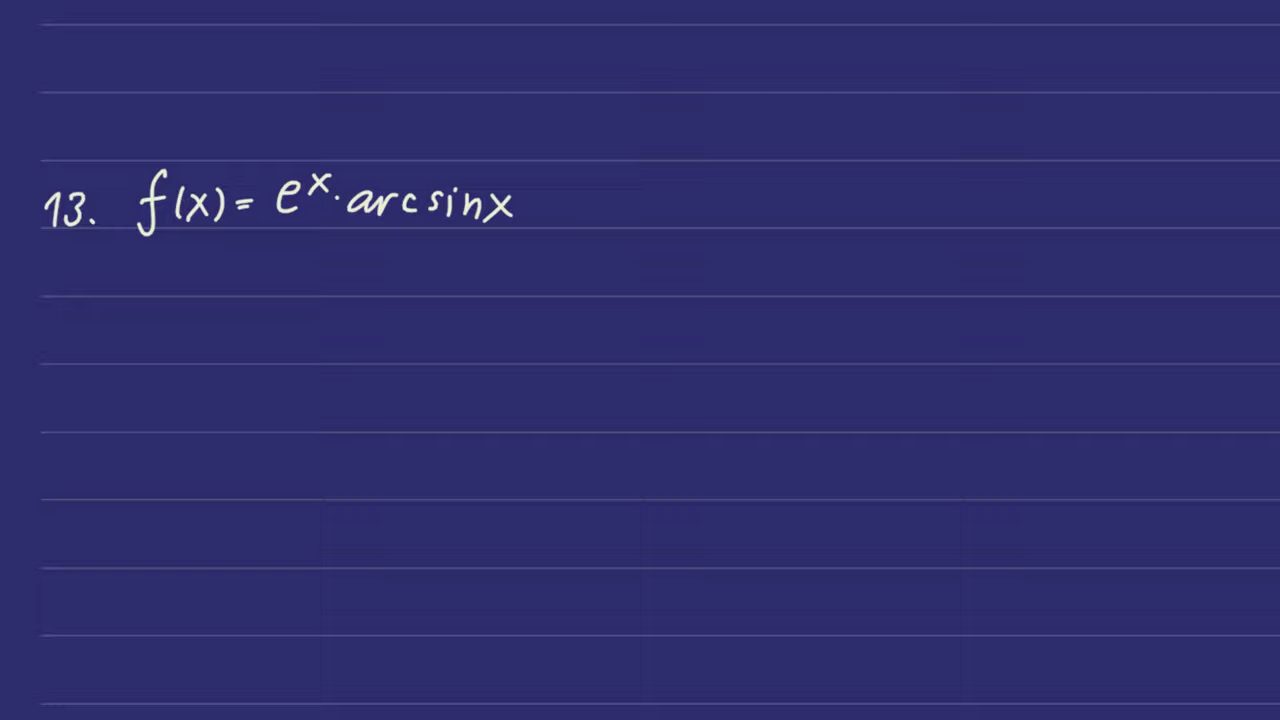 13. f(x) = e^x · arcsinx